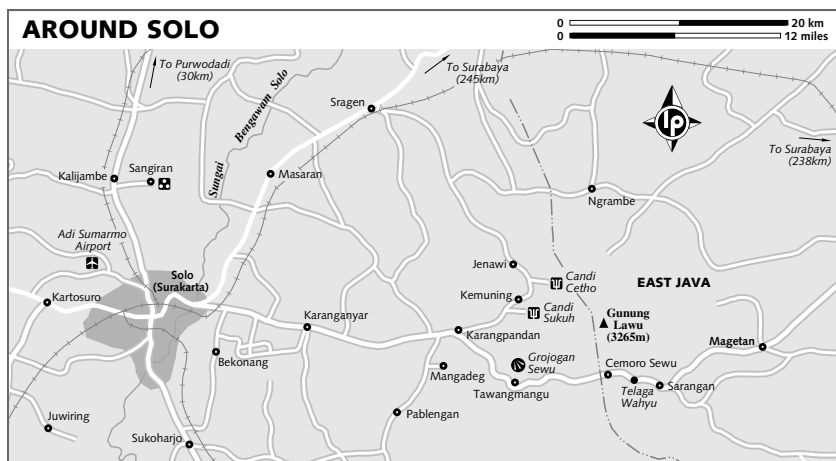 AROUND SOLO
0 20 km
0 12 miles
To Purwodadi
(30km)
To Surabaya
(245km)
Sungai Bengawam Solo
Sragen
lp
To Surabaya
(238km)
Kalijambe
Sangiran
Masaran
Ngrambe
Adi Sumarmo
Airport
Solo
(Surakarta)
Jenawi
Candi
Cetho
EAST JAVA
Kemuning
Candi
Sukuh
Kartosuro
Karanganyar
Karangpandan
Gunung
Lawu
(3265m)
Bekonang
Mangadeg
Grojogan
Sewu
Cemoro Sewu
Magetan
Tawangmangu
Telaga
Wahyu
Sarangan
Juwiring
Pablengan
Sukoharjo